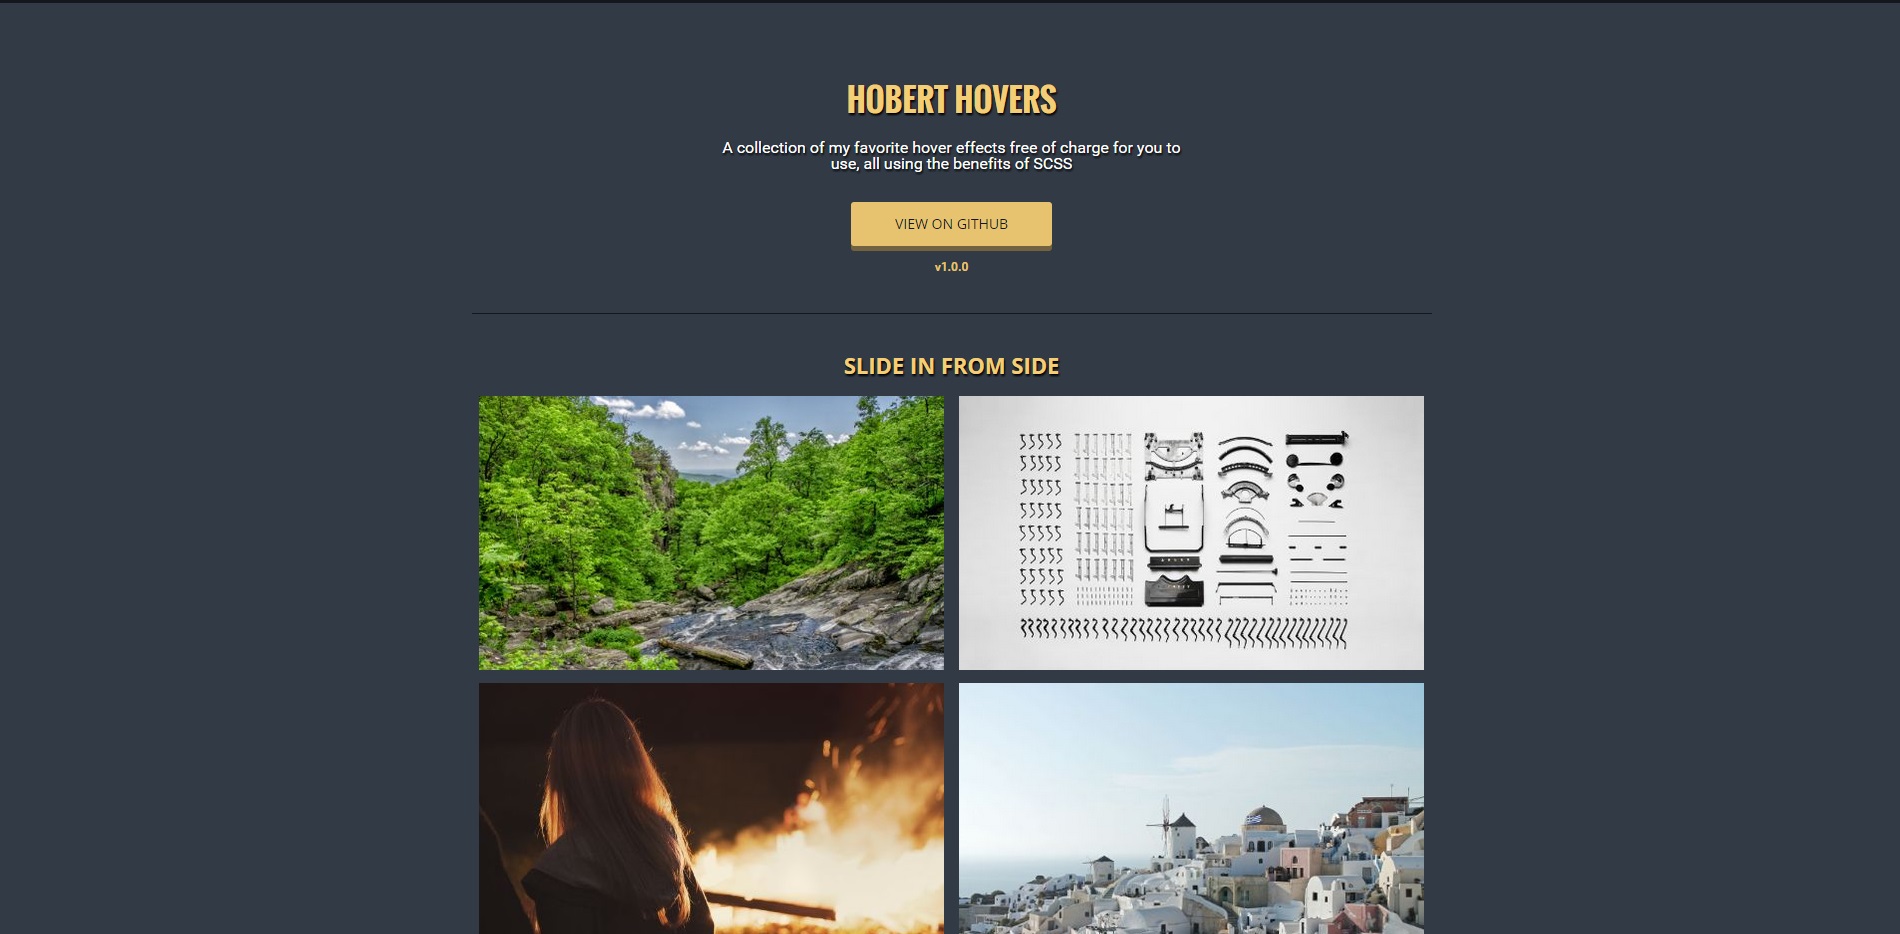 HOBERT HOVERS
A collection of my favorite hover effects free of charge for you to
use, all using the benefits of SCSS
VIEW ON GITHUB
v1.0.0
SLIDE IN FROM SIDE